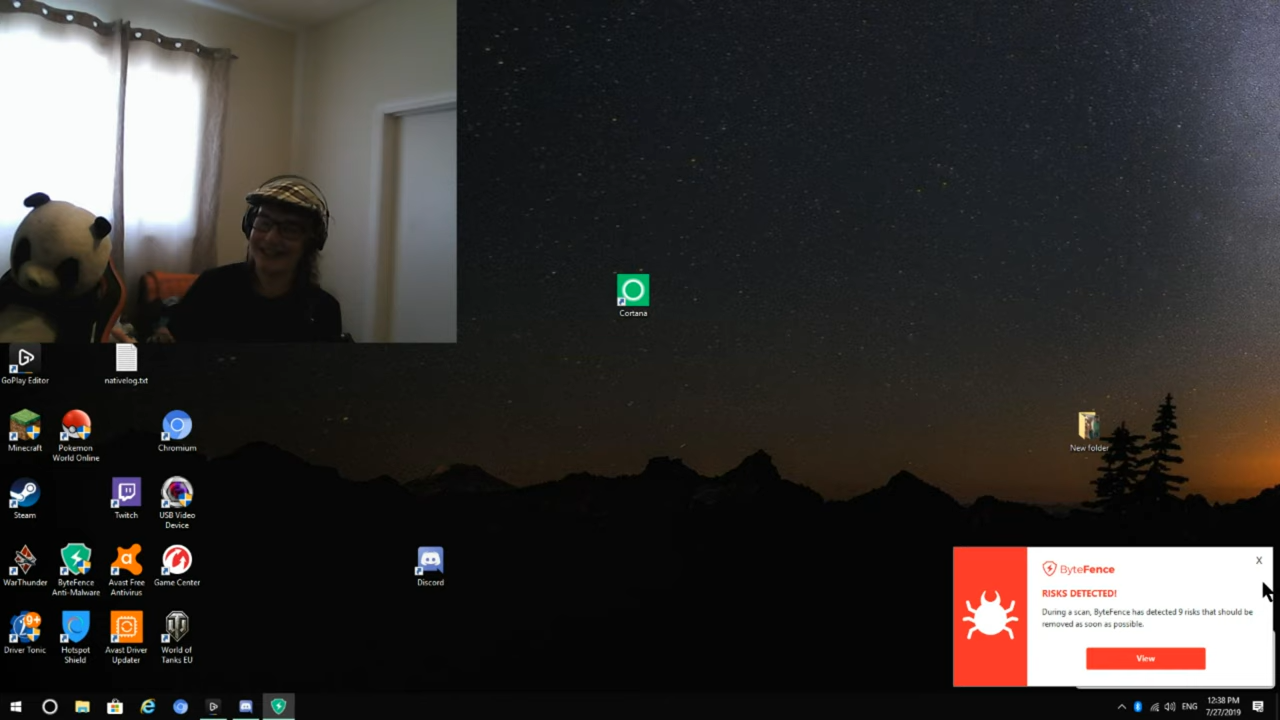 Cortana
GoPlay Editor
nativelog.txt
Minecraft
Pokemon
World Online
Chromium
New folder
Steam
Twitch
USB Video
Device
WarThunder
ByteFence
Anti-Malware
Avast Free
Antivirus
Game Center
Discord
9+
Driver Tonic
Hotspot
Shield
Avast Driver
Updater
World of
Tanks EU
ByteFence
X
RISKS DETECTED!
During a scan, ByteFence has detected 9 risks that should be
removed as soon as possible.
View
ENG
12:38 PM
7/27/2019